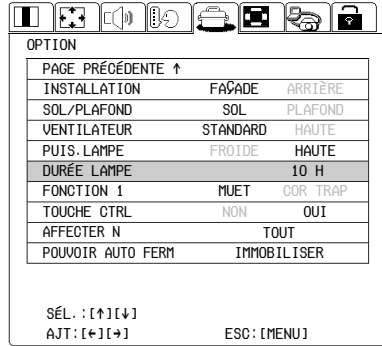 OPTION
PAGE PRÉCÉDENTE ↑
INSTALLATION FAÇADE ARRIÈRE
SOL/PLAFOND SOL PLAFOND
VENTILATEUR STANDARD HAUTE
PUIS.LAMPE FROIDE HAUTE
DURÉE LAMPE 10 H
FONCTION 1 MUET COR TRAP
TOUCHE CTRL NON OUI
AFFECTER N TOUT
POUVOIR AUTO FERM IMMOBILISER
SÉL.:[↑][↓]
AJT:[←][→] ESC:[MENU]